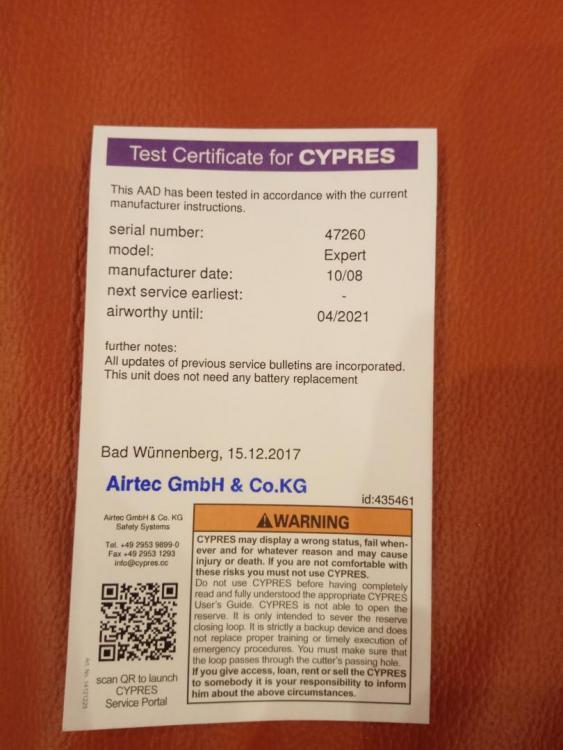 Test Certificate for CYPRES
This AAD has been tested in accordance with the current
manufacturer instructions.
serial number: 47260
model: Expert
manufacturer date: 10/08
next service earliest: -
airworthy until: 04/2021
further notes:
All updates of previous service bulletins are incorporated.
This unit does not need any battery replacement
Bad Wünnenberg, 15.12.2017
Airtec GmbH & Co.KG
id:435461
Airtec GmbH & Co. KG
Safety Systems
Tel. +49 2953 9899-0
Fax +49 2953 1293
info@cypres.cc
scan QR to launch
CYPRES
Service Portal
WARNING
CYPRES may display a wrong status, fail when-
ever and for whatever reason and may cause
injury or death. If you are not comfortable with
these risks you must not use CYPRES.
Do not use CYPRES before having completely
read and fully understood the appropriate CYPRES
User's Guide. CYPRES is not able to open the
reserve. It is only intended to sever the reserve
closing loop. It is strictly a backup device and does
not replace proper training or timely execution of
emergency procedures. You must make sure that
the loop passes through the cutter's passing hole.
If you give access, loan, rent or sell the CYPRES
to somebody it is your responsibility to inform
him about the above circumstances.